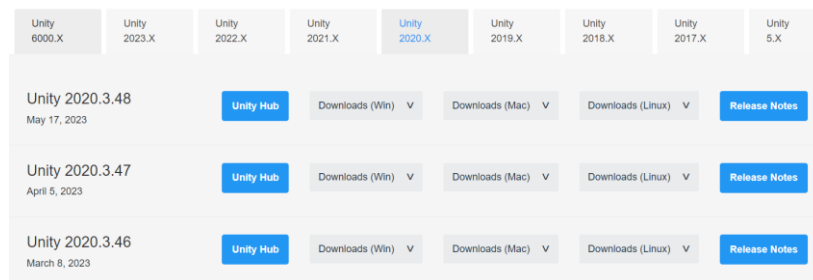 Unity Unity Unity Unity Unity Unity Unity Unity Unity
6000.X 2023.X 2022.X 2021.X 2020.X 2019.X 2018.X 2017.X 5.X
Unity 2020.3.48
May 17, 2023
Unity Hub Downloads (Win) ∨ Downloads (Mac) ∨ Downloads (Linux) ∨ Release Notes
Unity 2020.3.47
April 5, 2023
Unity Hub Downloads (Win) ∨ Downloads (Mac) ∨ Downloads (Linux) ∨ Release Notes
Unity 2020.3.46
March 8, 2023
Unity Hub Downloads (Win) ∨ Downloads (Mac) ∨ Downloads (Linux) ∨ Release Notes